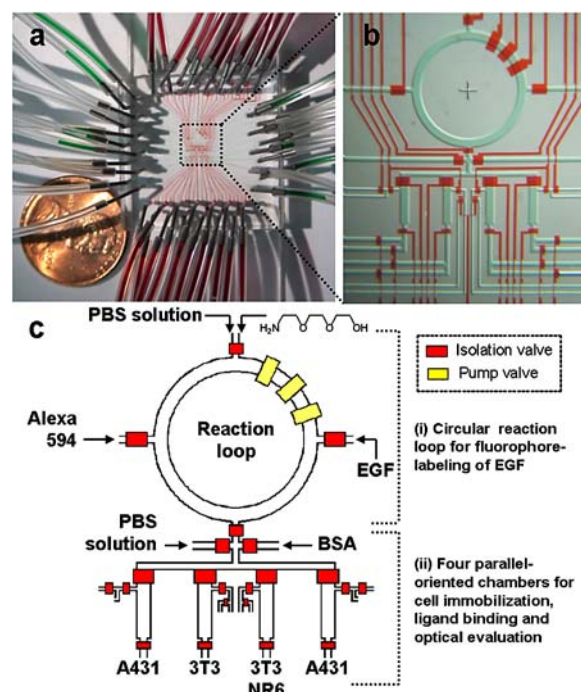 a
b
c
PBS solution
H₂N O O OH
Isolation valve
Pump valve
Alexa
594
Reaction
loop
EGF
(i) Circular reaction
loop for fluorophore-
labeling of EGF
PBS
solution
BSA
(ii) Four parallel-
oriented chambers for
cell immobilization,
ligand binding and
optical evaluation
A431
3T3
3T3
NR6
A431